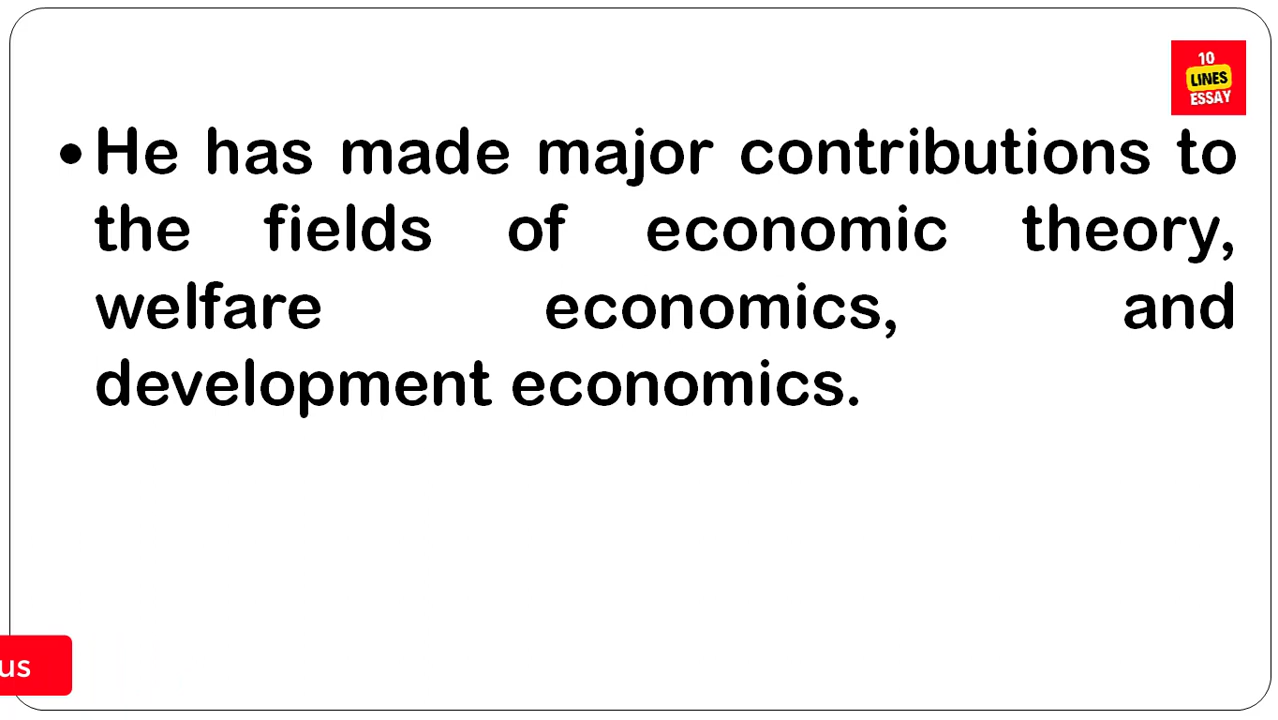 10
LINES
ESSAY
• He has made major contributions to
the fields of economic theory,
welfare economics, and
development economics.
us